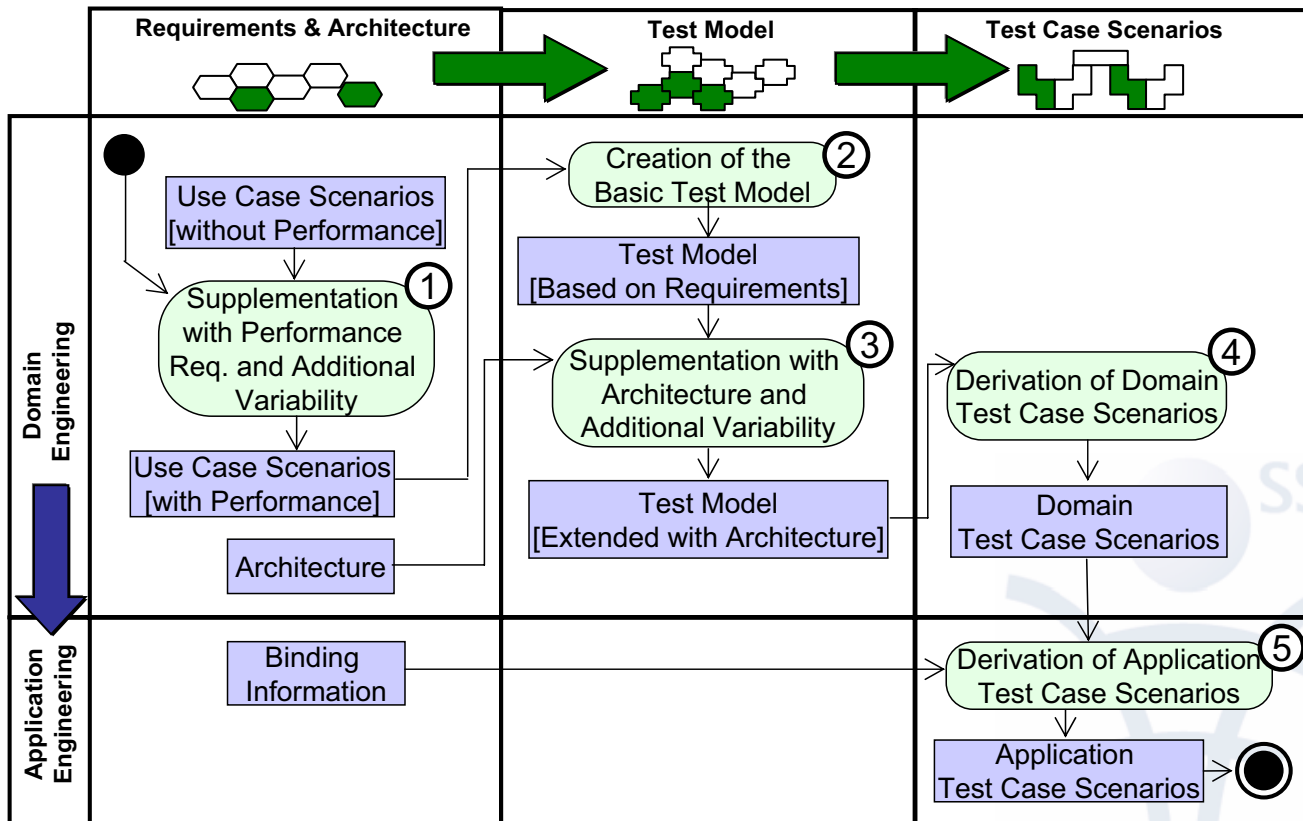 Requirements & Architecture
Test Model
Test Case Scenarios
Domain
Engineering
Use Case Scenarios
[without Performance]
1
Supplementation
with Performance
Req. and Additional
Variability
Use Case Scenarios
[with Performance]
Architecture
2
Creation of the
Basic Test Model
Test Model
[Based on Requirements]
3
Supplementation with
Architecture and
Additional Variability
Test Model
[Extended with Architecture]
4
Derivation of Domain
Test Case Scenarios
Domain
Test Case Scenarios
SS
Application
Engineering
Binding
Information
5
Derivation of Application
Test Case Scenarios
Application
Test Case Scenarios